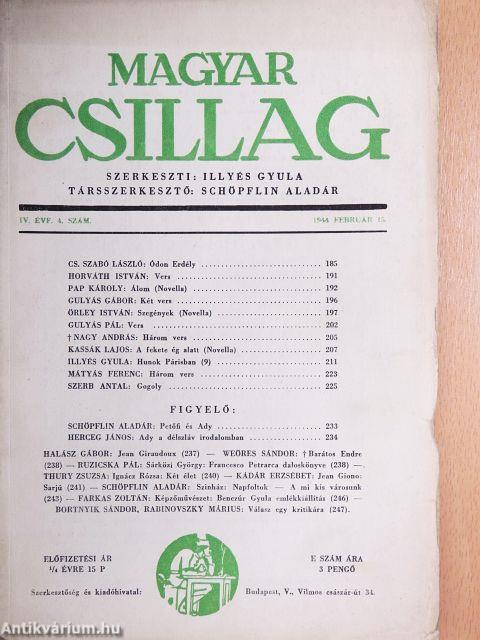 MAGYAR
CSILLAG
SZERKESZTI: ILLYÉS GYULA
TÁRSSZERKESZTŐ: SCHÖPFLIN ALADÁR
IV. ÉVF. 4. SZÁM. 1944 FEBRUÁR 15.
CS. SZABÓ LÁSZLÓ: Ódon Erdély 185
HORVÁTH ISTVÁN: Vers 191
PAP KÁROLY: Álom (Novella) 192
GULYÁS GÁBOR: Két vers 196
ÖRLEY ISTVÁN: Szegények (Novella) 197
GULYÁS PÁL: Vers 202
†NAGY ANDRÁS: Három vers 205
KASSÁK LAJOS: A fekete ég alatt (Novella) 207
ILLYÉS GYULA: Hunok Párisban (9) 211
MÁTYÁS FERENC: Három vers 223
SZERB ANTAL: Gogoly 225
FIGYELŐ:
SCHÖPFLIN ALADÁR: Petőfi és Ady 233
HERCEG JÁNOS: Ady a délszláv irodalomban 234
HALÁSZ GÁBOR: Jean Giraudoux (237) — WEÖRES SÁNDOR: †Barátos Endre
(238) — RUZICSKA PÁL: Sárközi György: Francesco Petrarca daloskönyve (238) —
THURY ZSUZSA: Ignácz Rózsa: Két élet (240) — KÁDÁR ERZSÉBET: Jean Giono:
Sarjú (241) — SCHÖPFLIN ALADÁR: Szinház: Napfoltok — A mi kis városunk
(243) — FARKAS ZOLTÁN: Képzőművészet: Benczúr Gyula emlékkiállítás (246) —
BORTNYIK SÁNDOR, RABINOVSZKY MÁRIUS: Válasz egy kritikára (247).
ELŐFIZETÉSI ÁR
¼ ÉVRE 15 P
E SZÁM ÁRA
3 PENGŐ
Szerkesztőség és kiadóhivatal: Budapest, V., Vilmos császár-út 34.
Antikvárium.hu